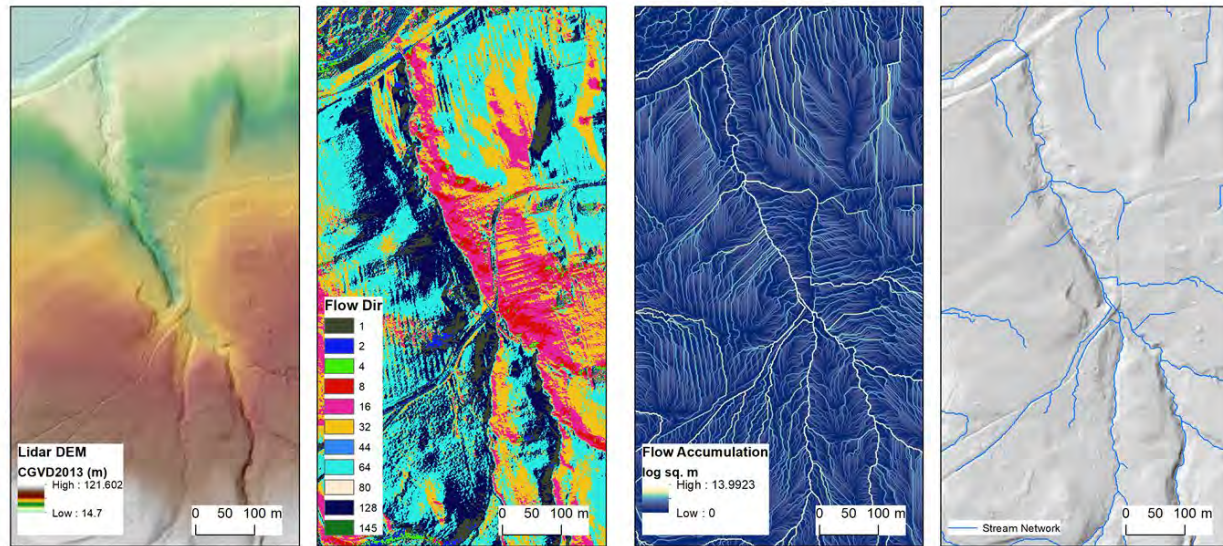 Lidar DEM
CGVD2013 (m)
High : 121.602
Low : 14.7
0 50 100 m
Flow Dir
1
2
4
8
16
32
44
64
80
128
145
0 50 100 m
Flow Accumulation
log sq. m
High : 13.9923
Low : 0
0 50 100 m
0 50 100 m
Stream Network